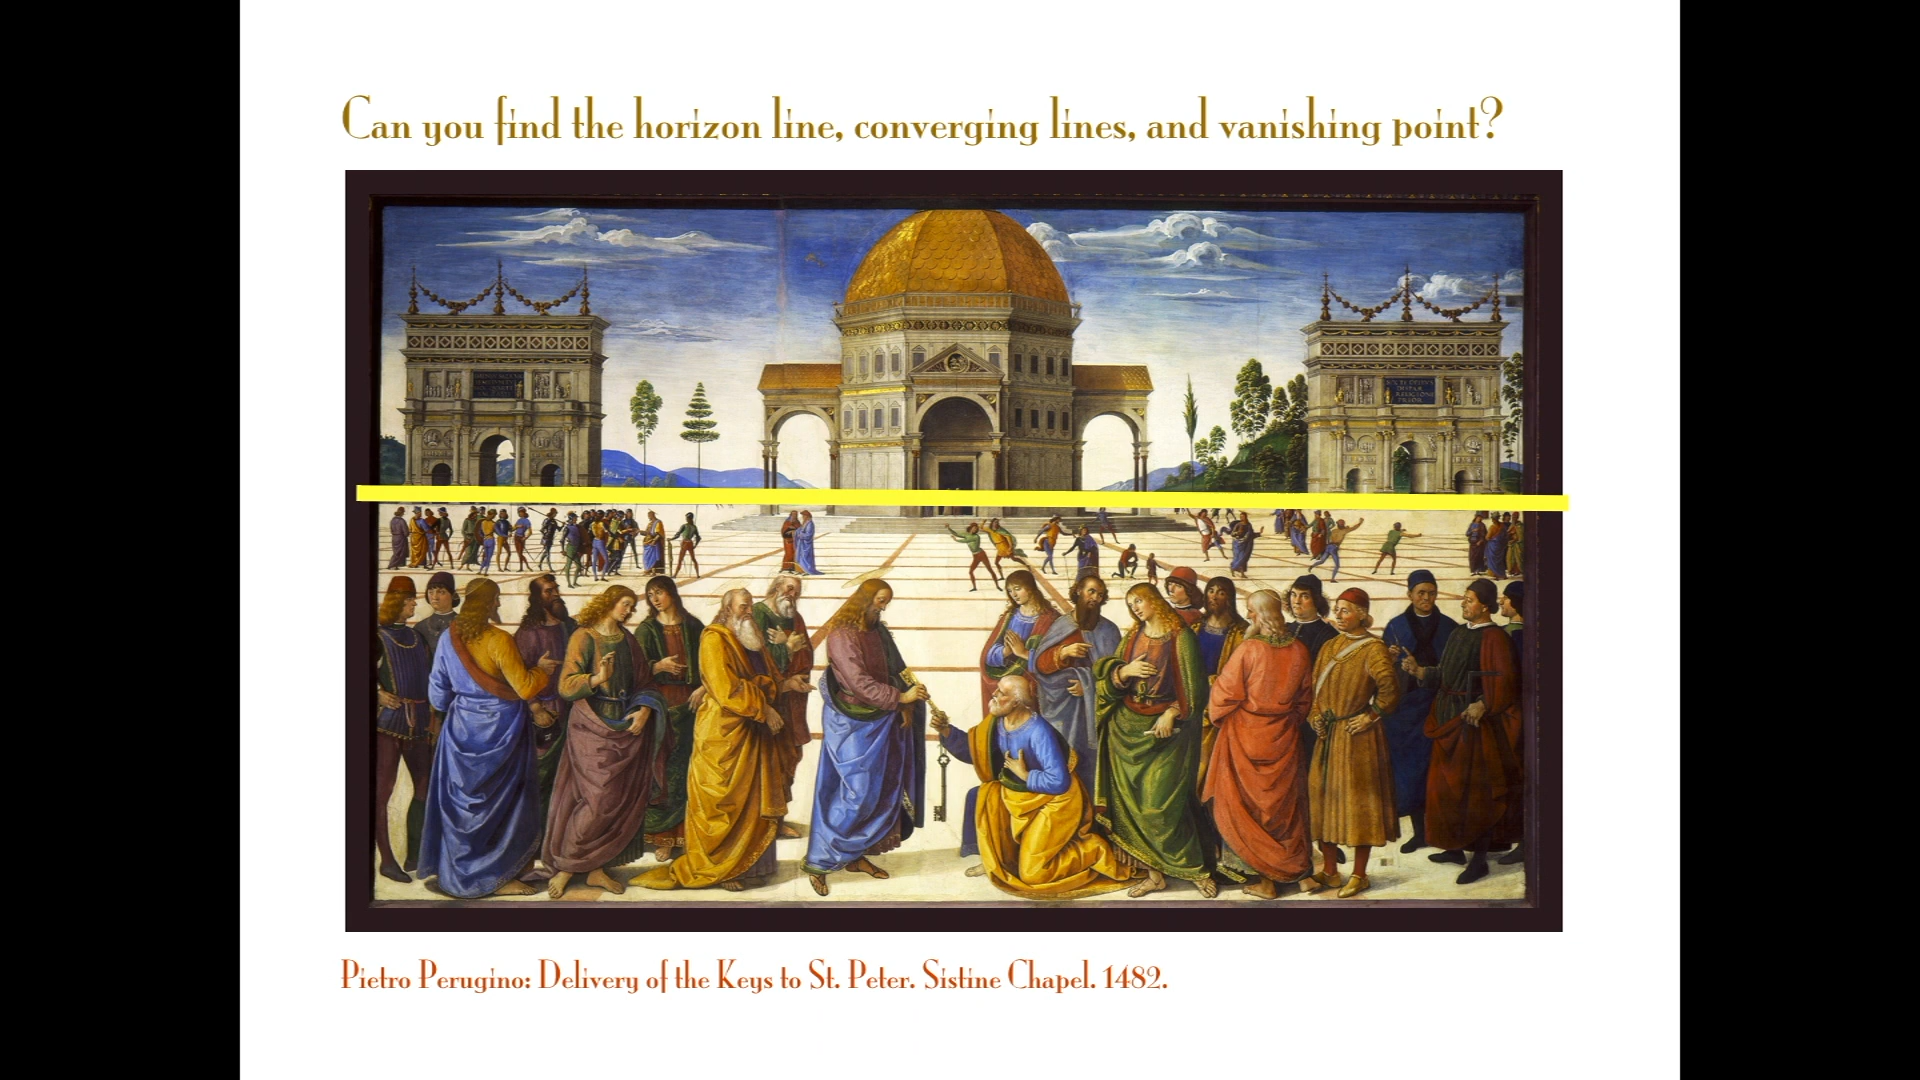 Can you find the horizon line, converging lines, and vanishing point?
Pietro Perugino: Delivery of the Keys to St. Peter. Sistine Chapel. 1482.